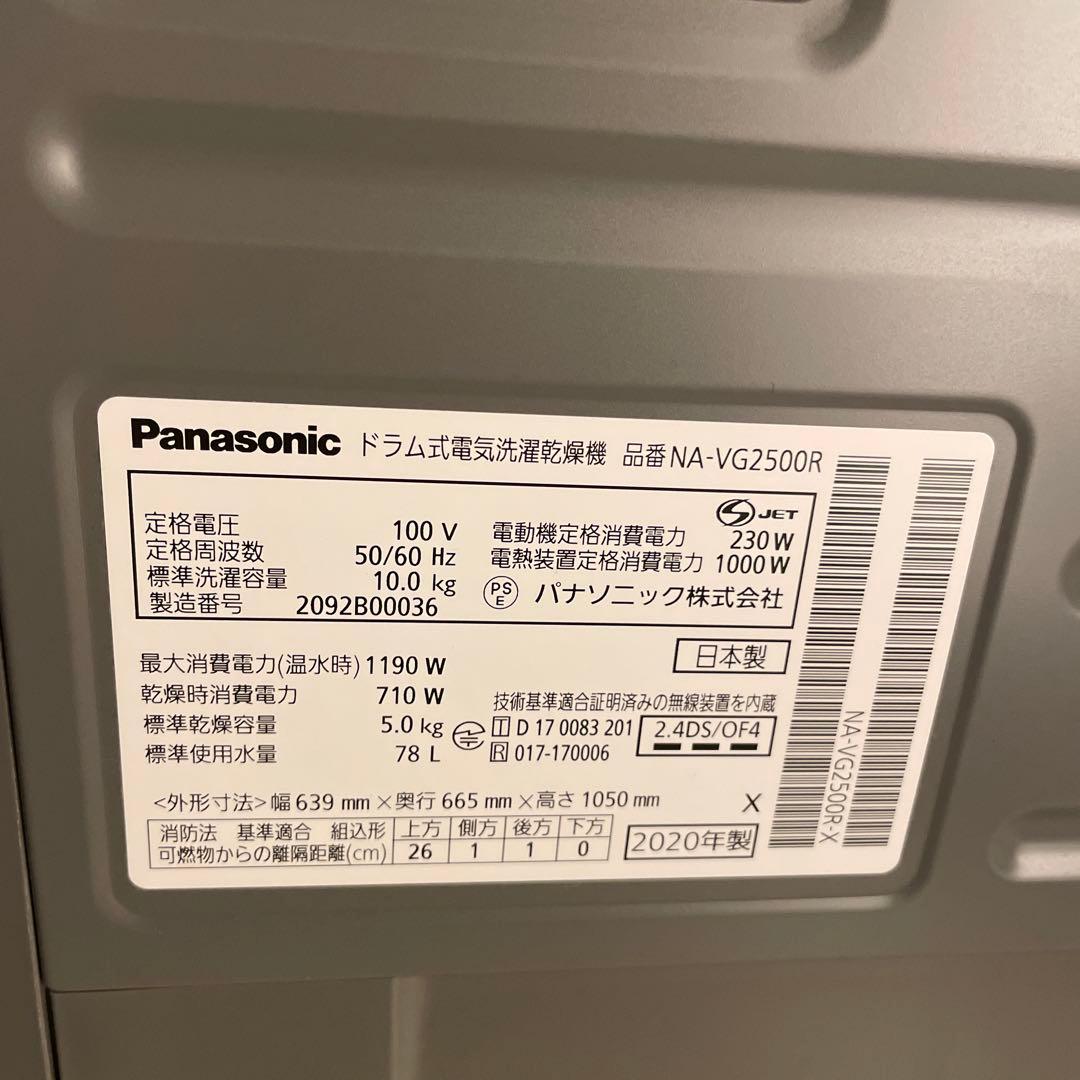 Panasonic ドラム式電気洗濯乾燥機 品番 NA-VG2500R
JET
定格電圧 100 V 電動機定格消費電力 230 W
定格周波数 50/60 Hz 電熱装置定格消費電力 1000 W
標準洗濯容量 10.0 kg
製造番号 2092B00036 PSE パナソニック株式会社
最大消費電力(温水時) 1190 W 日本製
乾燥時消費電力 710 W 技術基準適合証明済みの無線装置を内蔵
標準乾燥容量 5.0 kg T D 17 0083 201 2.4DS/OF4
標準使用水量 78 L R 017-170006
<外形寸法>幅 639 mm×奥行 665 mm×高さ 1050 mm X
消防法 基準適合 組込形 上方 側方 後方 下方
可燃物からの離隔距離(cm) 26 1 1 0
2020年製
NA-VG2500R-X